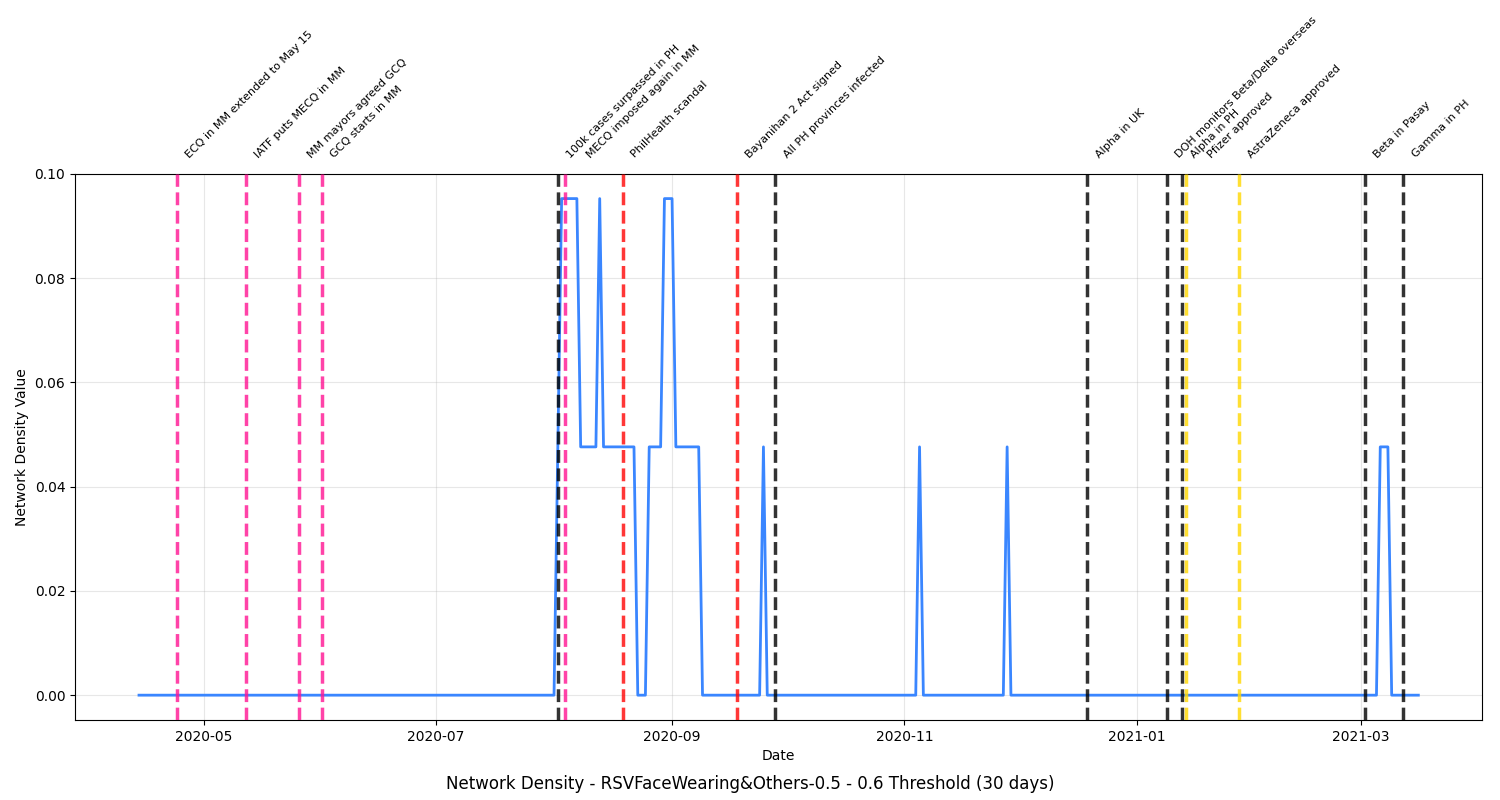 ECQ in MM extended to May 15
IATF puts MECQ in MM
MM mayors agreed GCQ
GCQ starts in MM
100k cases surpassed in PH
MECQ imposed again in MM
PhilHealth scandal
Bayanihan 2 Act signed
All PH provinces infected
Alpha in UK
DOH monitors Beta/Delta overseas
Alpha in PH
Pfizer approved
AstraZeneca approved
Beta in Pasay
Gamma in PH
0.10
0.08
0.06
0.04
0.02
0.00
Network Density Value
2020-05
2020-07
2020-09
2020-11
2021-01
2021-03
Date
Network Density - RSVFaceWearing&Others-0.5 - 0.6 Threshold (30 days)